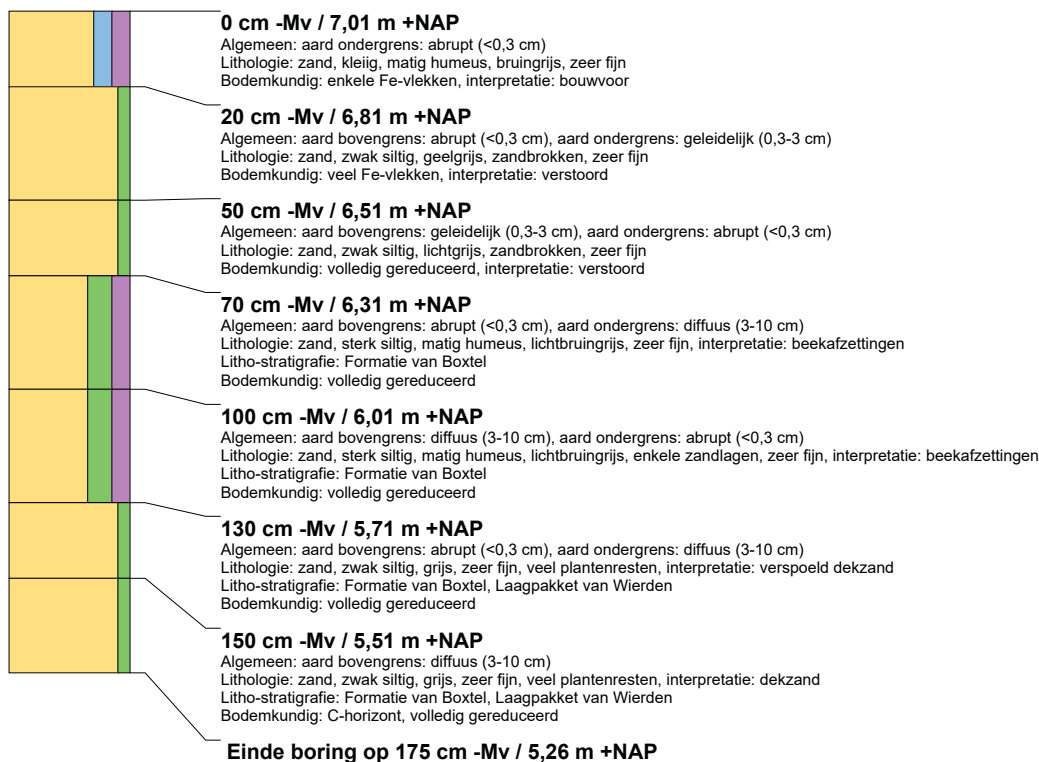 0 cm -Mv / 7,01 m +NAP
Algemeen: aard ondergrens: abrupt (<0,3 cm)
Lithologie: zand, kleiig, matig humeus, bruingrijs, zeer fijn
Bodemkundig: enkele Fe-vlekken, interpretatie: bouwvoor
20 cm -Mv / 6,81 m +NAP
Algemeen: aard bovengrens: abrupt (<0,3 cm), aard ondergrens: geleidelijk (0,3-3 cm)
Lithologie: zand, zwak siltig, geelgrijs, zandbrokken, zeer fijn
Bodemkundig: veel Fe-vlekken, interpretatie: verstoord
50 cm -Mv / 6,51 m +NAP
Algemeen: aard bovengrens: geleidelijk (0,3-3 cm), aard ondergrens: abrupt (<0,3 cm)
Lithologie: zand, zwak siltig, lichtgrijs, zandbrokken, zeer fijn
Bodemkundig: volledig gereduceerd, interpretatie: verstoord
70 cm -Mv / 6,31 m +NAP
Algemeen: aard bovengrens: abrupt (<0,3 cm), aard ondergrens: diffuus (3-10 cm)
Lithologie: zand, sterk siltig, matig humeus, lichtbruingrijs, zeer fijn, interpretatie: beekafzettingen
Litho-stratigrafie: Formatie van Boxtel
Bodemkundig: volledig gereduceerd
100 cm -Mv / 6,01 m +NAP
Algemeen: aard bovengrens: diffuus (3-10 cm), aard ondergrens: abrupt (<0,3 cm)
Lithologie: zand, sterk siltig, matig humeus, lichtbruingrijs, enkele zandlagen, zeer fijn, interpretatie: beekafzettingen
Litho-stratigrafie: Formatie van Boxtel
Bodemkundig: volledig gereduceerd
130 cm -Mv / 5,71 m +NAP
Algemeen: aard bovengrens: abrupt (<0,3 cm), aard ondergrens: diffuus (3-10 cm)
Lithologie: zand, zwak siltig, grijs, zeer fijn, veel plantenresten, interpretatie: verspoeld dekzand
Litho-stratigrafie: Formatie van Boxtel, Laagpakket van Wierden
Bodemkundig: volledig gereduceerd
150 cm -Mv / 5,51 m +NAP
Algemeen: aard bovengrens: diffuus (3-10 cm)
Lithologie: zand, zwak siltig, grijs, zeer fijn, veel plantenresten, interpretatie: dekzand
Litho-stratigrafie: Formatie van Boxtel, Laagpakket van Wierden
Bodemkundig: C-horizont, volledig gereduceerd
Einde boring op 175 cm -Mv / 5,26 m +NAP